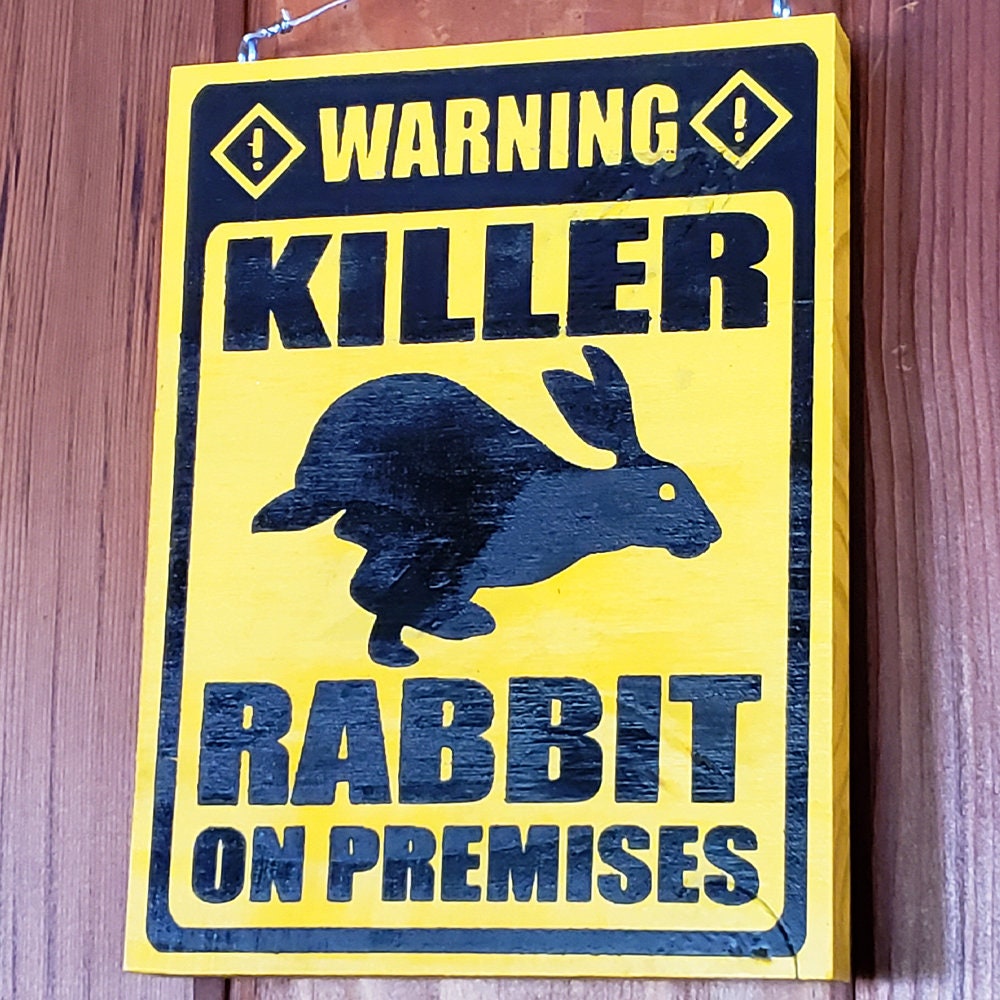 ! WARNING !
KILLER
RABBIT
ON PREMISES